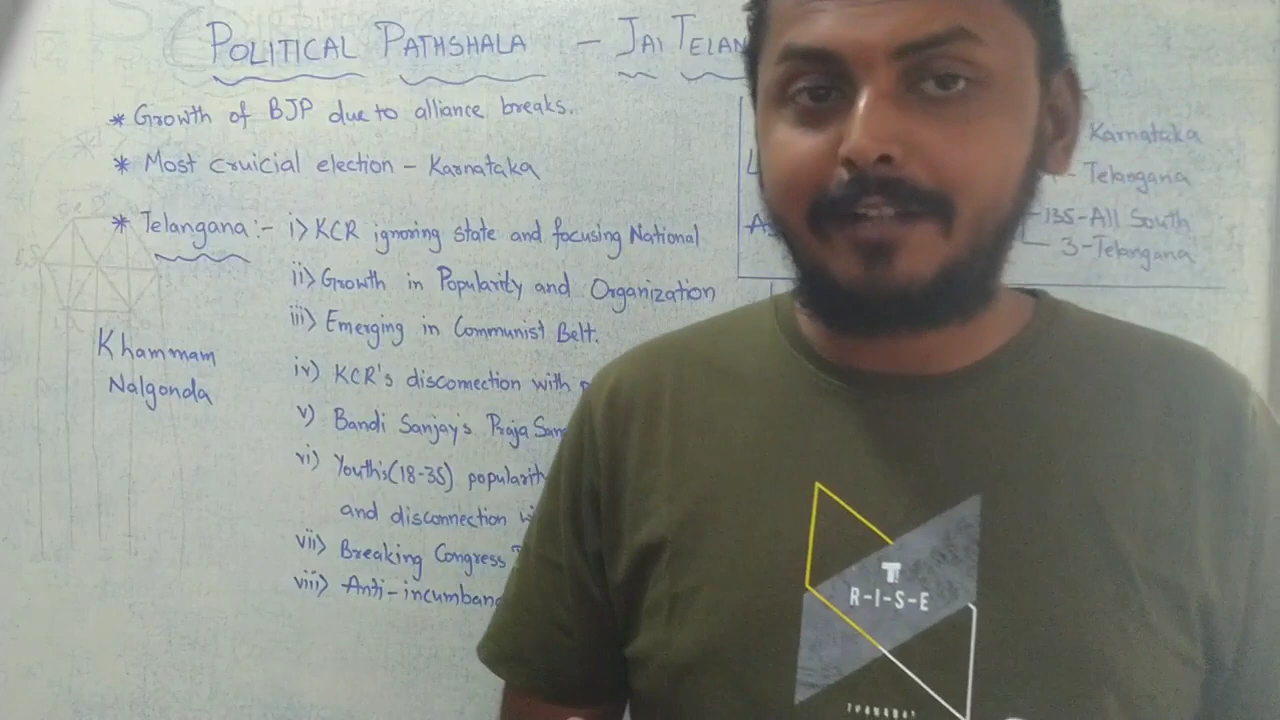 POLITICAL PATHSHALA - JAI TELAN
* Growth of BJP due to alliance breaks.
* Most cruicial election - Karnataka
* Telangana :- i> KCR ignoring state and focusing National
ii> Growth in Popularity and Organization
iii> Emerging in Communist Belt.
iv) KCR's disconnection with
v) Bandi Sanjay's Praja San
vi) Youth's (18-35) popularity
and disconnection
vii> Breaking Congress
viii> Anti-incumban
Khammam
Nalgonda
Karnataka
- Telangana
135-All South
3-Telangana
R-I-S-E